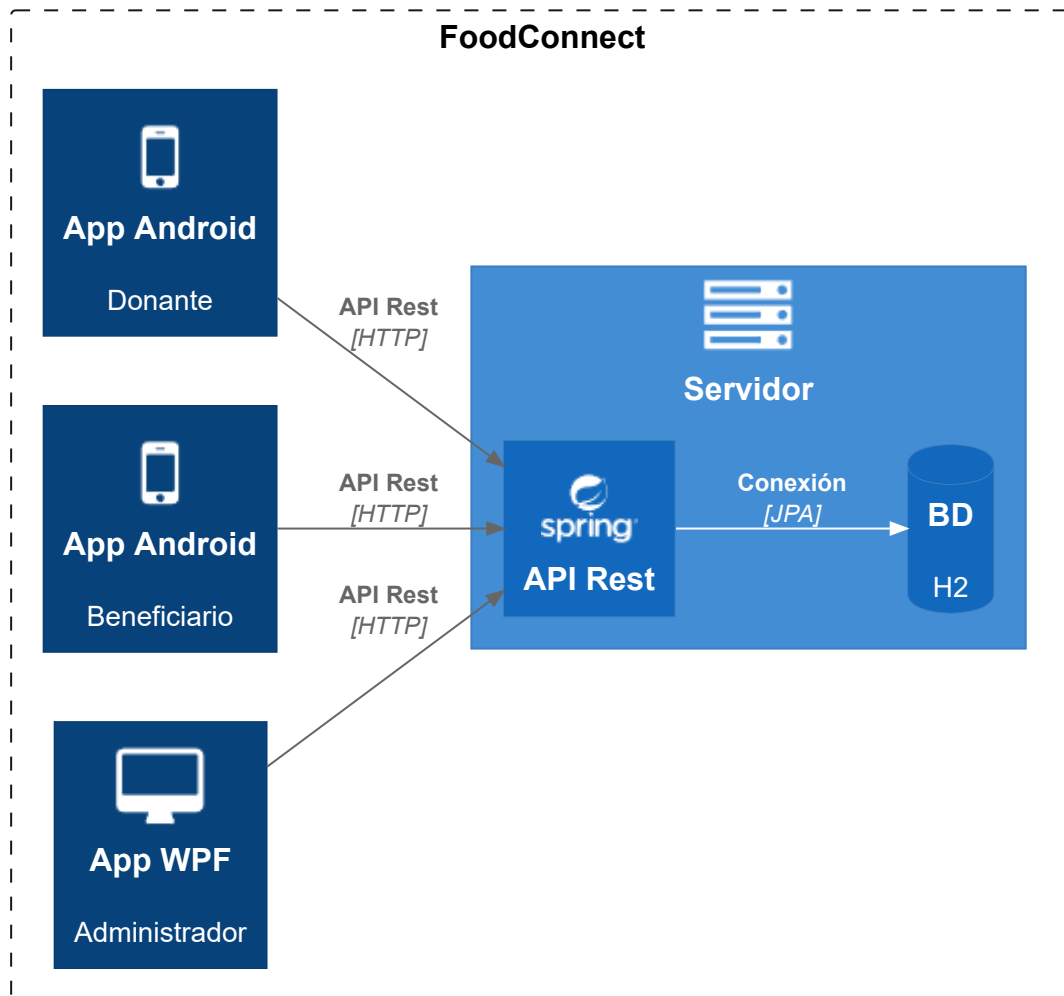 FoodConnect
App Android
Donante
API Rest
[HTTP]
Servidor
App Android
Beneficiario
API Rest
[HTTP]
spring
API Rest
Conexión
[JPA]
BD
H2
API Rest
[HTTP]
App WPF
Administrador